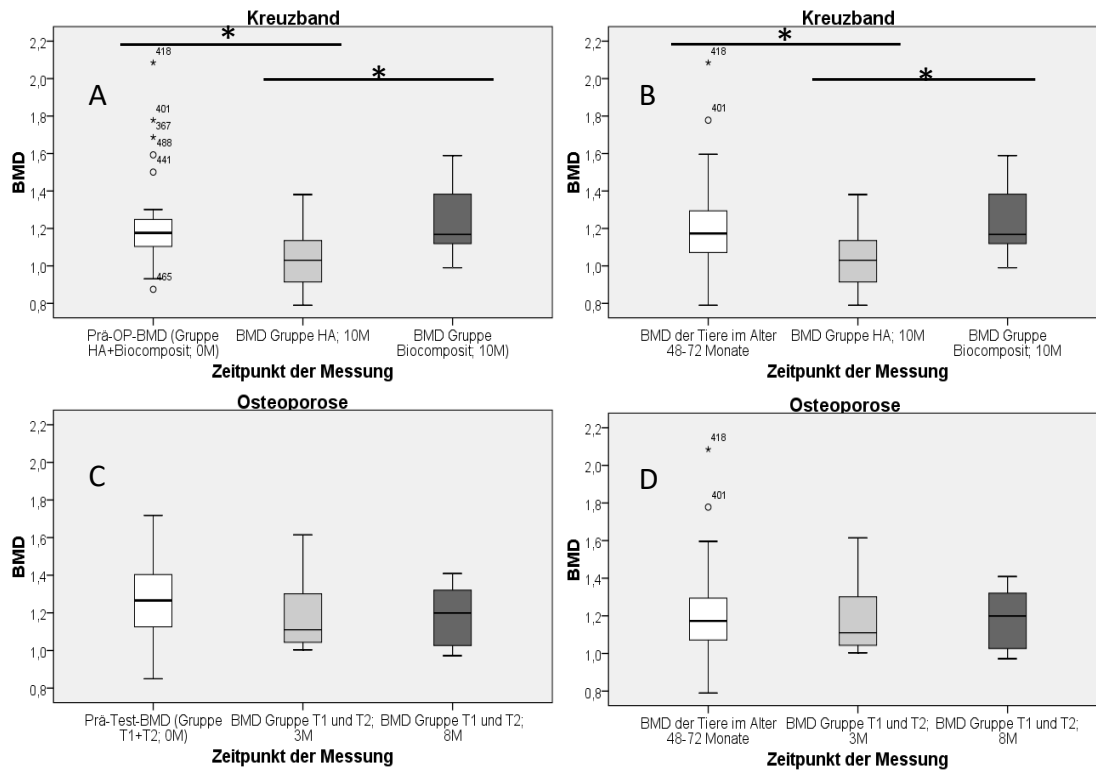 Kreuzband
2,2
2,0
1,8
1,6
1,4
1,2
1,0
0,8
BMD
A
*
*
418
*
401
*
367
*
488
o
441
o
465
o
Prä-OP-BMD (Gruppe
HA+Biocomposit; 0M)
BMD Gruppe HA; 10M
BMD Gruppe
Biocomposit; 10M)
Zeitpunkt der Messung
Kreuzband
2,2
2,0
1,8
1,6
1,4
1,2
1,0
0,8
BMD
B
*
*
418
*
401
o
BMD der Tiere im Alter
48-72 Monate
BMD Gruppe HA; 10M
BMD Gruppe
Biocomposit; 10M
Zeitpunkt der Messung
Osteoporose
2,2
2,0
1,8
1,6
1,4
1,2
1,0
0,8
BMD
C
Prä-Test-BMD (Gruppe
T1+T2; 0M)
BMD Gruppe T1 und T2;
3M
BMD Gruppe T1 und T2;
8M
Zeitpunkt der Messung
Osteoporose
2,2
2,0
1,8
1,6
1,4
1,2
1,0
0,8
BMD
D
418
*
401
o
BMD der Tiere im Alter
48-72 Monate
BMD Gruppe T1 und T2;
3M
BMD Gruppe T1 und T2;
8M
Zeitpunkt der Messung